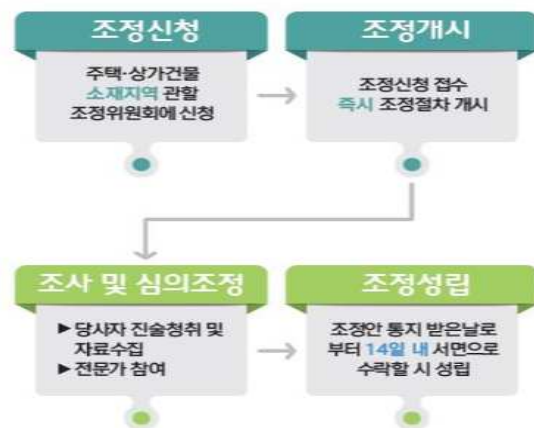 조정신청
주택·상가건물
소재지역 관할
조정위원회에 신청
조정개시
조정신청 접수
즉시 조정절차 개시
조사 및 심의조정
▶ 당사자 진술청취 및
자료수집
▶ 전문가 참여
조정성립
조정안 통지 받은날로
부터 14일 내 서면으로
수락할 시 성립